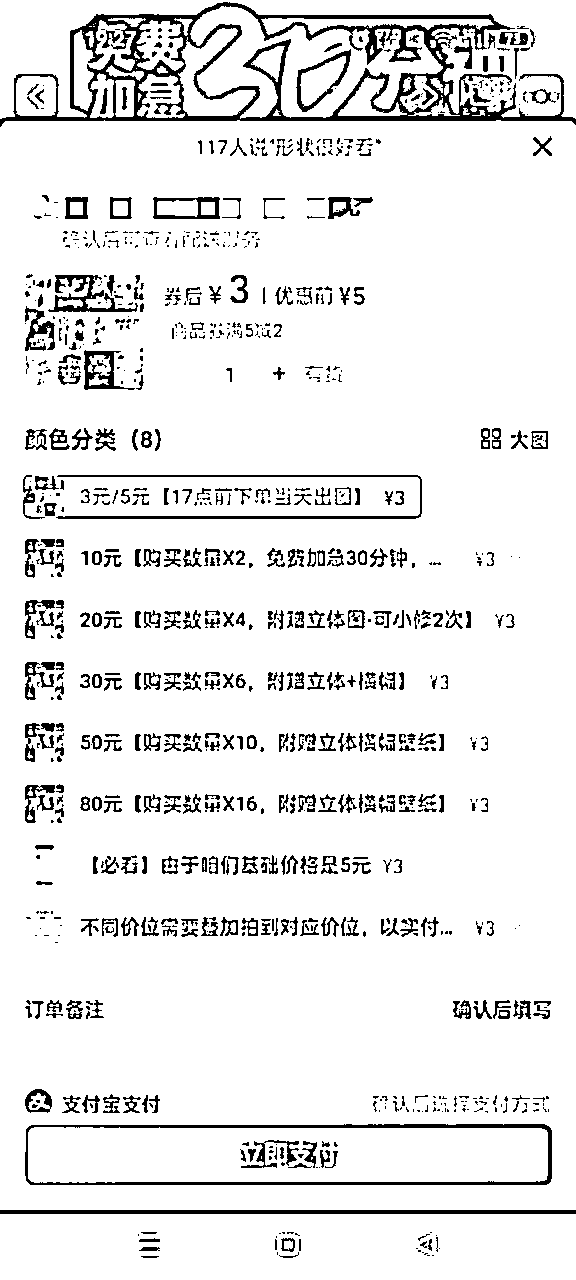 免费
加急
30分钟
117人说"形状很好看"
确认后可查看配送服务
券后 ¥ 3 | 优惠前 ¥5
商品券满5减2
1 + 有货
颜色分类（8） 大图
3元/5元【17点前下单当天出图】 ¥3
10元【购买数量X2，免费加急30分钟，... ¥3
20元【购买数量X4，附赠立体图·可小修2次】 ¥3
30元【购买数量X6，附赠立体+横幅】 ¥3
50元【购买数量X10，附赠立体横幅壁纸】 ¥3
80元【购买数量X16，附赠立体横幅壁纸】 ¥3
【必看】由于咱们基础价格是5元 ¥3
不同价位需要叠加拍到对应价位，以实付... ¥3
订单备注 确认后填写
支付宝支付 确认后选择支付方式
立即支付